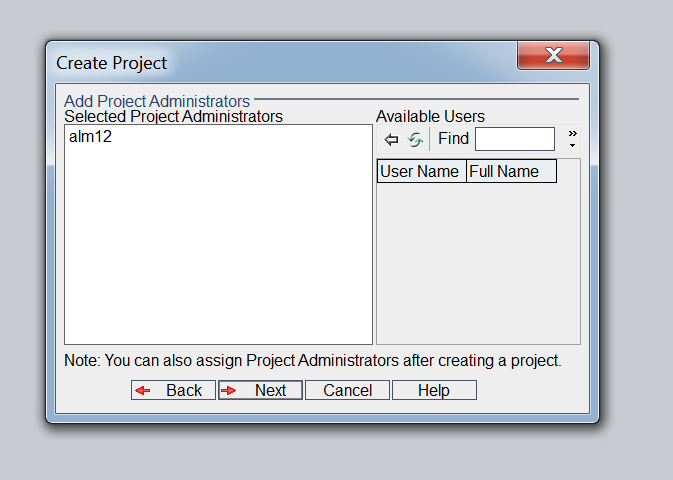 Create Project
Add Project Administrators
Selected Project Administrators
Available Users
alm12
Find
User Name Full Name
Note: You can also assign Project Administrators after creating a project.
Back Next Cancel Help